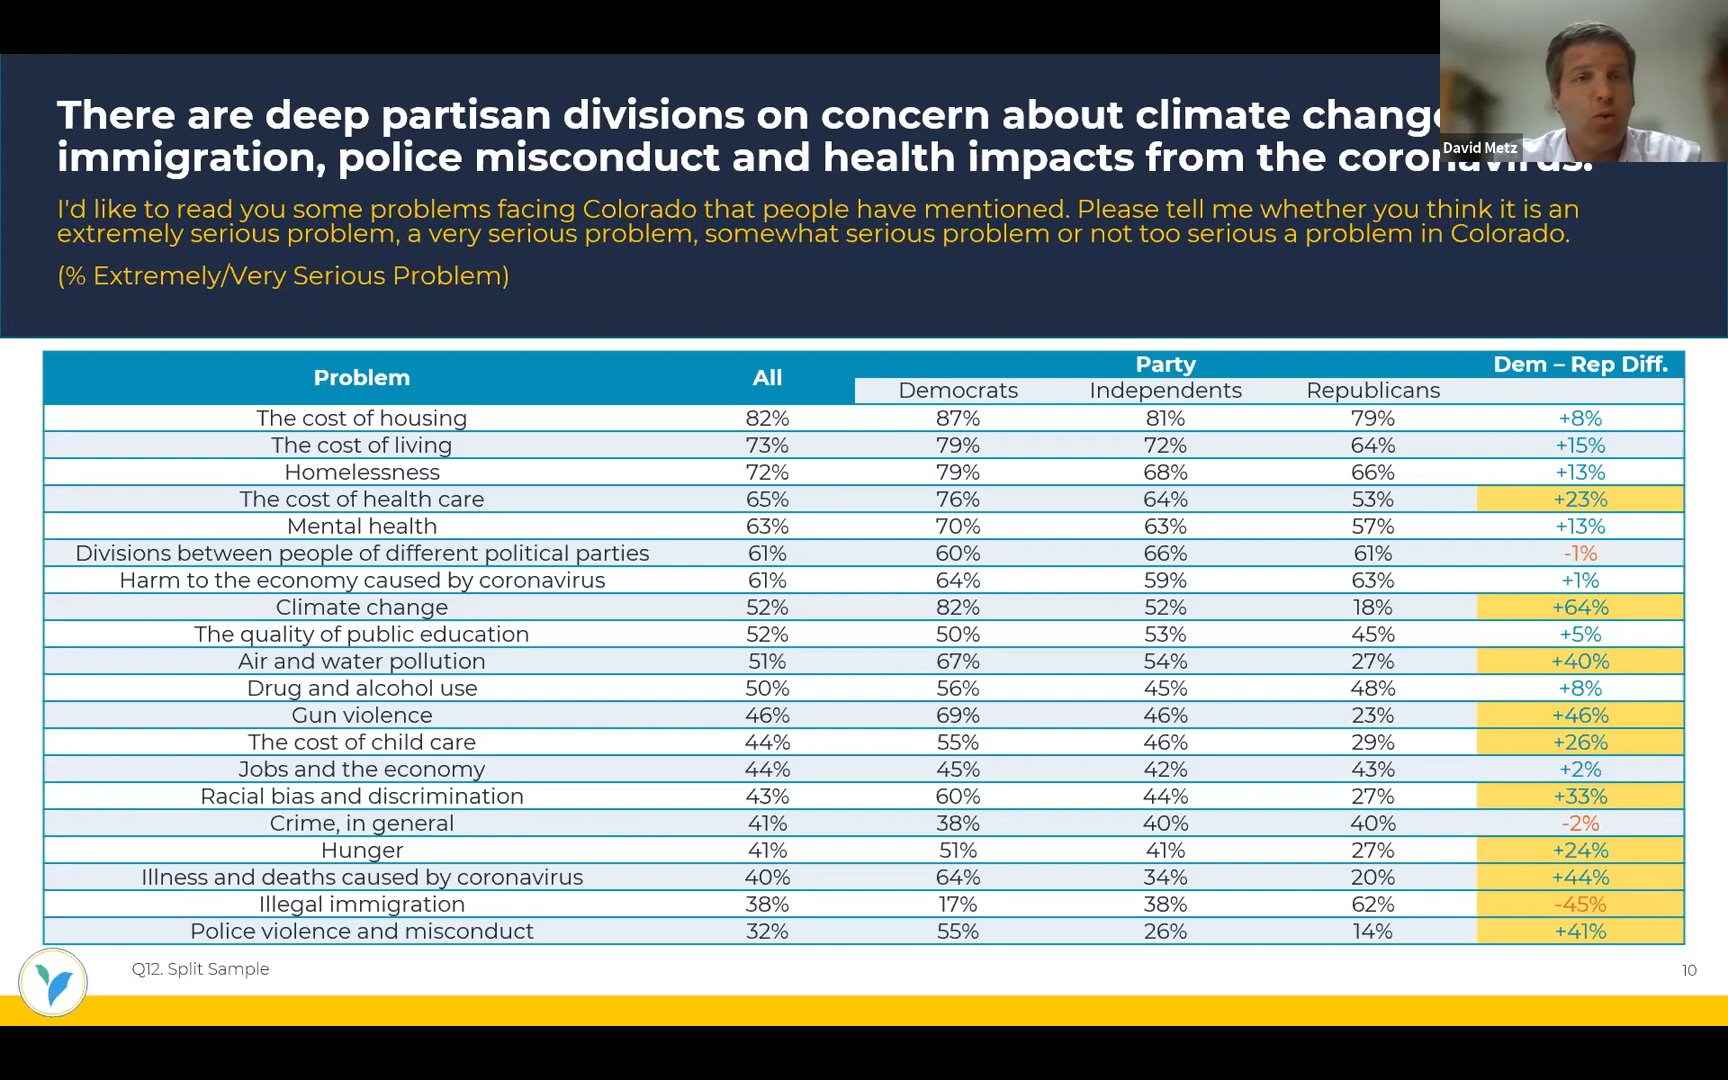 There are deep partisan divisions on concern about climate change
immigration, police misconduct and health impacts from the coronavirus.
David Metz
I'd like to read you some problems facing Colorado that people have mentioned. Please tell me whether you think it is an
extremely serious problem, a very serious problem, somewhat serious problem or not too serious a problem in Colorado.
(% Extremely/Very Serious Problem)
Problem All Party Dem – Rep Diff.
Democrats Independents Republicans
The cost of housing 82% 87% 81% 79% +8%
The cost of living 73% 79% 72% 64% +15%
Homelessness 72% 79% 68% 66% +13%
The cost of health care 65% 76% 64% 53% +23%
Mental health 63% 70% 63% 57% +13%
Divisions between people of different political parties 61% 60% 66% 61% -1%
Harm to the economy caused by coronavirus 61% 64% 59% 63% +1%
Climate change 52% 82% 52% 18% +64%
The quality of public education 52% 50% 53% 45% +5%
Air and water pollution 51% 67% 54% 27% +40%
Drug and alcohol use 50% 56% 45% 48% +8%
Gun violence 46% 69% 46% 23% +46%
The cost of child care 44% 55% 46% 29% +26%
Jobs and the economy 44% 45% 42% 43% +2%
Racial bias and discrimination 43% 60% 44% 27% +33%
Crime, in general 41% 38% 40% 40% -2%
Hunger 41% 51% 41% 27% +24%
Illness and deaths caused by coronavirus 40% 64% 34% 20% +44%
Illegal immigration 38% 17% 38% 62% -45%
Police violence and misconduct 32% 55% 26% 14% +41%
Q12. Split Sample
10